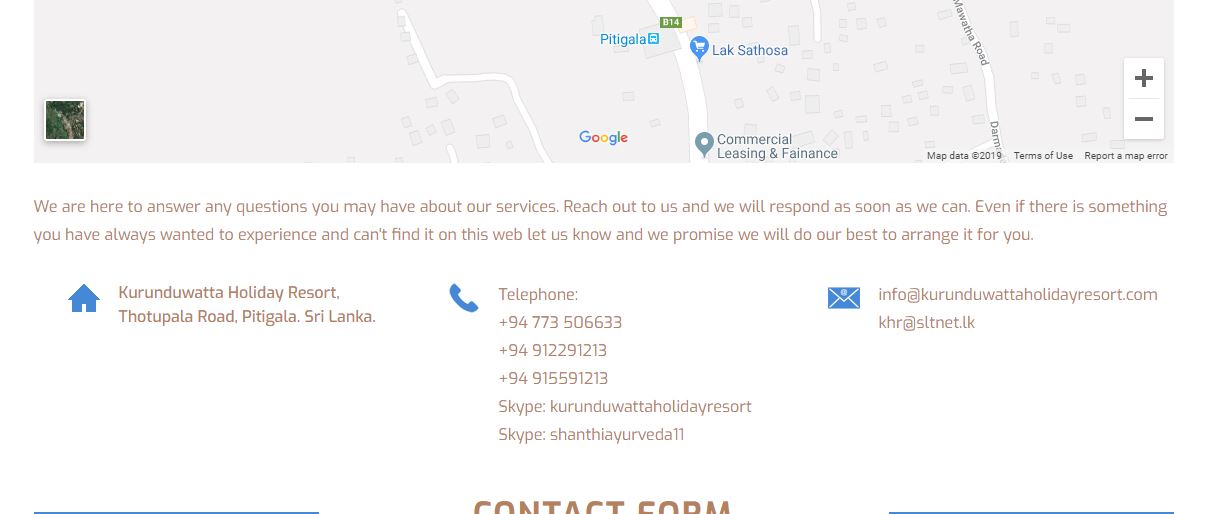 B14
Pitigala
Lak Sathosa
Mawatha Road
Google
Commercial
Leasing & Fainance
Map data ©2019 Terms of Use Report a map error
We are here to answer any questions you may have about our services. Reach out to us and we will respond as soon as we can. Even if there is something
you have always wanted to experience and can't find it on this web let us know and we promise we will do our best to arrange it for you.
Kurunduwatta Holiday Resort,
Thotupala Road, Pitigala. Sri Lanka.
Telephone:
+94 773 506633
+94 912291213
+94 915591213
Skype: kurunduwattaholidayresort
Skype: shanthiayurveda11
info@kurunduwattaholidayresort.com
khr@sltnet.lk
CONTACT FORM